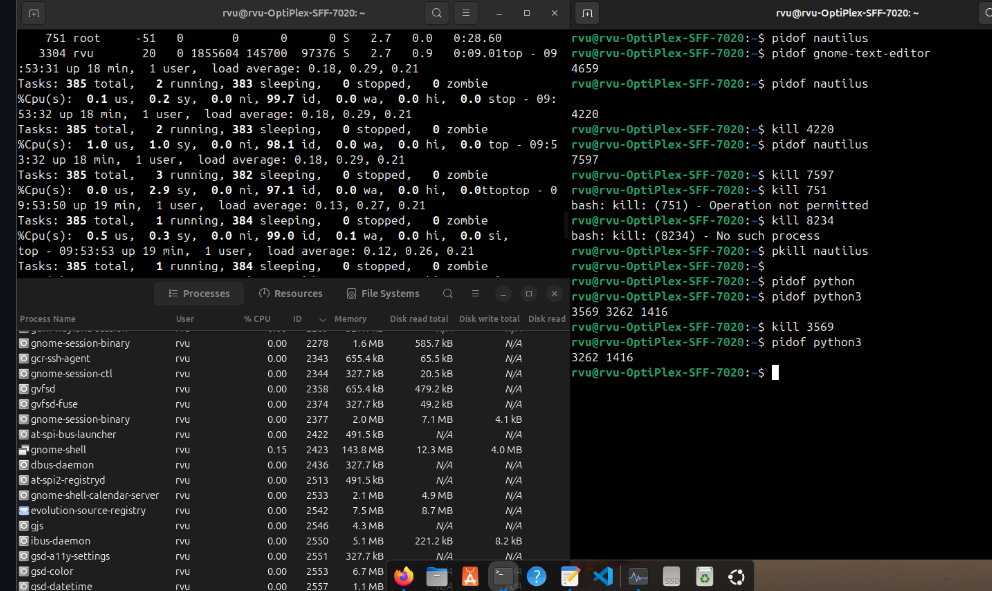 rvu@rvu-OptiPlex-SFF-7020: ~
751 root -51 0 0 0 0 S 2.7 0.0 0:28.60
3304 rvu 20 0 1855604 145700 97376 S 2.7 0.9 0:09.01top - 09
:53:31 up 18 min, 1 user, load average: 0.18, 0.29, 0.21
Tasks: 385 total, 2 running, 383 sleeping, 0 stopped, 0 zombie
%Cpu(s): 0.1 us, 0.2 sy, 0.0 ni, 99.7 id, 0.0 wa, 0.0 hi, 0.0 stop - 09:
53:32 up 18 min, 1 user, load average: 0.18, 0.29, 0.21
Tasks: 385 total, 2 running, 383 sleeping, 0 stopped, 0 zombie
%Cpu(s): 1.0 us, 1.0 sy, 0.0 ni, 98.1 id, 0.0 wa, 0.0 hi, 0.0 top - 09:5
3:32 up 18 min, 1 user, load average: 0.18, 0.29, 0.21
Tasks: 385 total, 3 running, 382 sleeping, 0 stopped, 0 zombie
%Cpu(s): 0.0 us, 2.9 sy, 0.0 ni, 97.1 id, 0.0 wa, 0.0 hi, 0.0ttoptop - 0
9:53:50 up 19 min, 1 user, load average: 0.13, 0.27, 0.21
Tasks: 385 total, 1 running, 384 sleeping, 0 stopped, 0 zombie
%Cpu(s): 0.5 us, 0.3 sy, 0.0 ni, 99.0 id, 0.1 wa, 0.0 hi, 0.0 si,
top - 09:53:53 up 19 min, 1 user, load average: 0.12, 0.26, 0.21
Tasks: 385 total, 1 running, 384 sleeping, 0 stopped, 0 zombie
Processes Resources File Systems
Process Name User % CPU ID Memory Disk read total Disk write total Disk read
gnome-session-binary rvu 0.00 2278 1.6 MB 585.7 kB N/A
gcr-ssh-agent rvu 0.00 2343 655.4 kB 65.5 kB N/A
gnome-session-ctl rvu 0.00 2344 327.7 kB 20.5 kB N/A
gvfsd rvu 0.00 2358 655.4 kB 479.2 kB N/A
gvfsd-fuse rvu 0.00 2374 327.7 kB 49.2 kB N/A
gnome-session-binary rvu 0.00 2377 2.0 MB 7.1 MB 4.1 kB
at-spi-bus-launcher rvu 0.00 2422 491.5 kB N/A N/A
gnome-shell rvu 0.15 2423 143.8 MB 12.3 MB 4.0 MB
dbus-daemon rvu 0.00 2436 327.7 kB N/A N/A
at-spi2-registryd rvu 0.00 2513 491.5 kB N/A N/A
gnome-shell-calendar-server rvu 0.00 2533 2.1 MB 4.9 MB N/A
evolution-source-registry rvu 0.00 2542 7.5 MB 8.7 MB N/A
gjs rvu 0.00 2546 4.3 MB N/A N/A
ibus-daemon rvu 0.00 2550 5.1 MB 221.2 kB 8.2 kB
gsd-a11y-settings rvu 0.00 2551 327.7 kB N/A N/A
gsd-color rvu 0.00 2553 6.7 MB
gsd-datetime rvu 0.00 2557 1.1 MB
rvu@rvu-OptiPlex-SFF-7020: ~
rvu@rvu-OptiPlex-SFF-7020:~$ pidof nautilus
rvu@rvu-OptiPlex-SFF-7020:~$ pidof gnome-text-editor
4659
rvu@rvu-OptiPlex-SFF-7020:~$ pidof nautilus
4220
rvu@rvu-OptiPlex-SFF-7020:~$ kill 4220
rvu@rvu-OptiPlex-SFF-7020:~$ pidof nautilus
7597
rvu@rvu-OptiPlex-SFF-7020:~$ kill 7597
rvu@rvu-OptiPlex-SFF-7020:~$ kill 751
bash: kill: (751) - Operation not permitted
rvu@rvu-OptiPlex-SFF-7020:~$ kill 8234
bash: kill: (8234) - No such process
rvu@rvu-OptiPlex-SFF-7020:~$ pkill nautilus
rvu@rvu-OptiPlex-SFF-7020:~$
rvu@rvu-OptiPlex-SFF-7020:~$ pidof python
rvu@rvu-OptiPlex-SFF-7020:~$ pidof python3
3569 3262 1416
rvu@rvu-OptiPlex-SFF-7020:~$ kill 3569
rvu@rvu-OptiPlex-SFF-7020:~$ pidof python3
3262 1416
rvu@rvu-OptiPlex-SFF-7020:~$
SSD